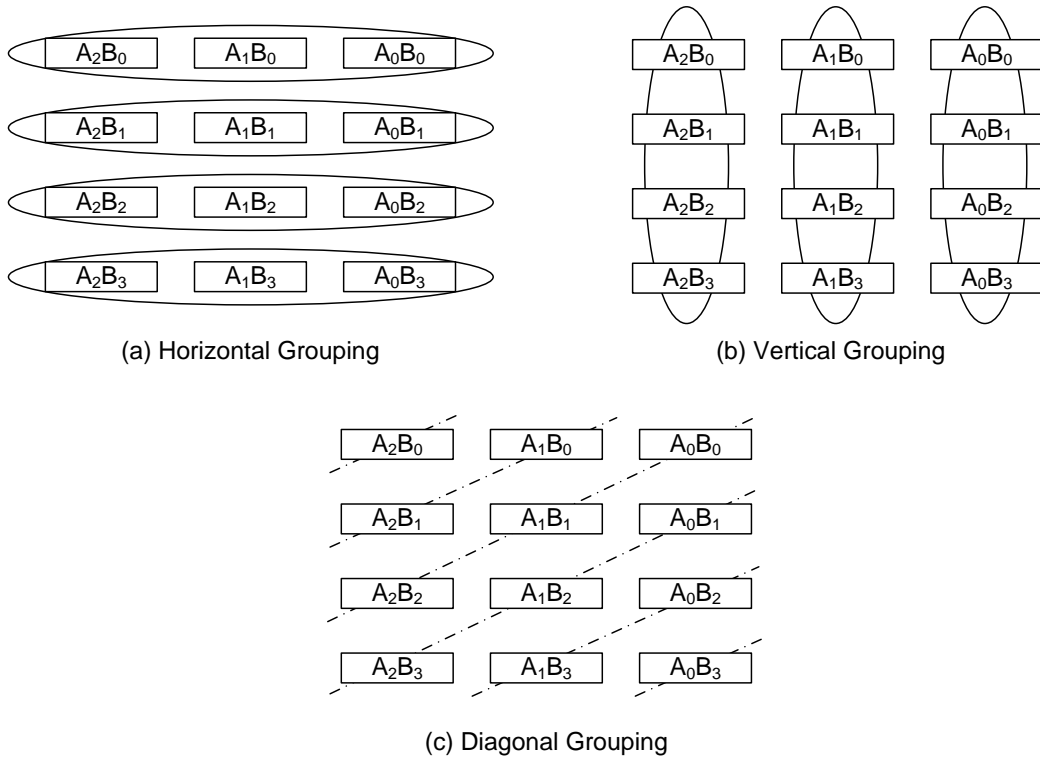 A₂B₀ A₁B₀ A₀B₀ A₂B₀ A₁B₀ A₀B₀
A₂B₁ A₁B₁ A₀B₁ A₂B₁ A₁B₁ A₀B₁
A₂B₂ A₁B₂ A₀B₂ A₂B₂ A₁B₂ A₀B₂
A₂B₃ A₁B₃ A₀B₃ A₂B₃ A₁B₃ A₀B₃
(a) Horizontal Grouping (b) Vertical Grouping
A₂B₀ A₁B₀ A₀B₀
A₂B₁ A₁B₁ A₀B₁
A₂B₂ A₁B₂ A₀B₂
A₂B₃ A₁B₃ A₀B₃
(c) Diagonal Grouping